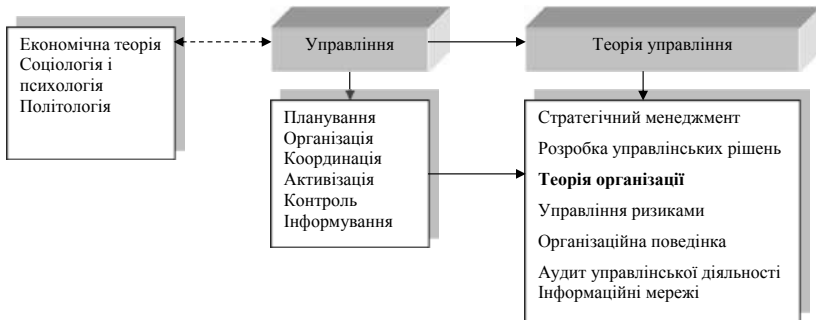 Економічна теорія
Соціологія і
психологія
Політологія
Управління
Теорія управління
Планування
Організація
Координація
Активізація
Контроль
Інформування
Стратегічний менеджмент
Розробка управлінських рішень
Теорія організації
Управління ризиками
Організаційна поведінка
Аудит управлінської діяльності
Інформаційні мережі